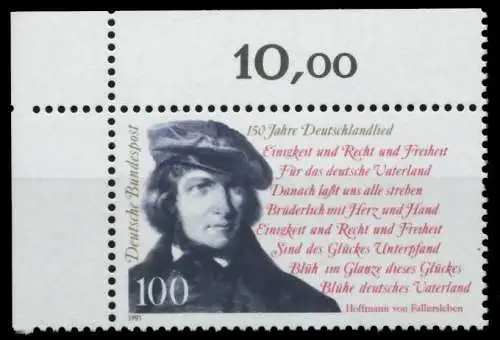 10,00
150 Jahre Deutschlandlied
Einigkeit und Recht und Freiheit
Für das deutsche Vaterland
Danach laßt uns alle streben
Brüderlich mit Herz und Hand
Einigkeit und Recht und Freiheit
Sind des Glückes Unterpfand
Blüh im Glanze dieses Glückes
Blühe deutsches Vaterland
Hoffmann von Fallersleben
Deutsche Bundespost
100
1991